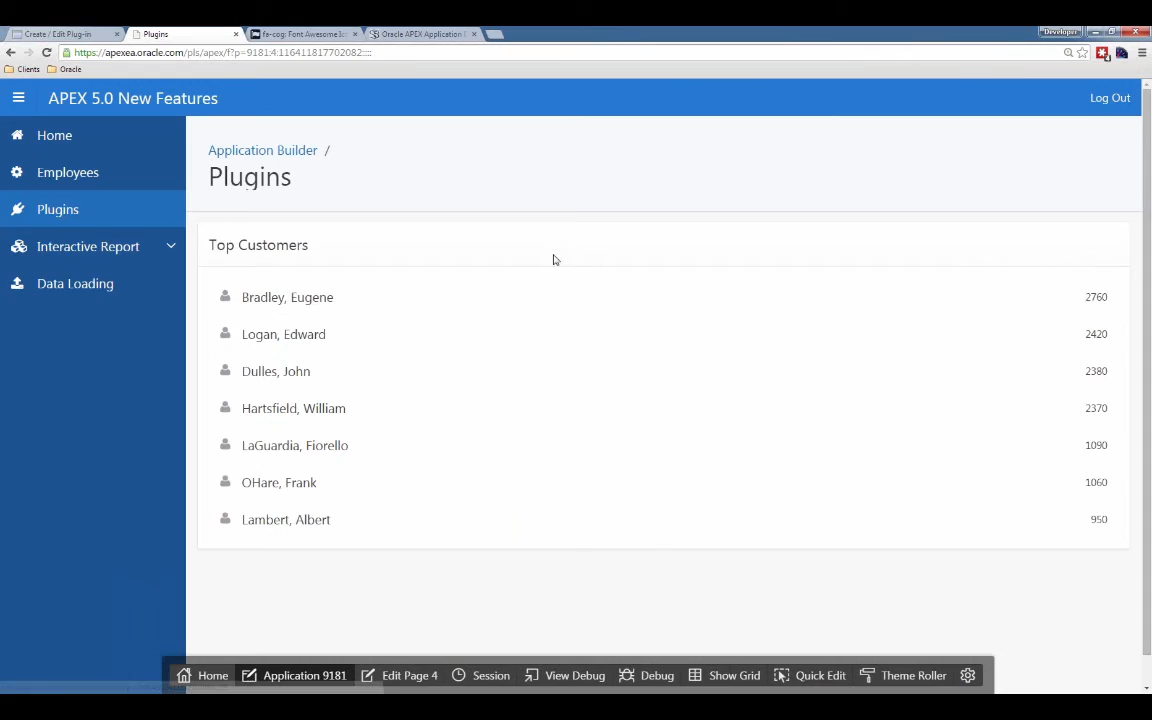 Create / Edit Plug-in
Plugins
fa-cog: Font Awesome Ico
Oracle APEX Application D
Developer
https://apexea.oracle.com/pls/apex/f?p=9181:4:116411817702082::::
Clients
Oracle
APEX 5.0 New Features
Log Out
Home
Employees
Plugins
Interactive Report
Data Loading
Application Builder /
Plugins
Top Customers
Bradley, Eugene 2760
Logan, Edward 2420
Dulles, John 2380
Hartsfield, William 2370
LaGuardia, Fiorello 1090
OHare, Frank 1060
Lambert, Albert 950
Home
Application 9181
Edit Page 4
Session
View Debug
Debug
Show Grid
Quick Edit
Theme Roller